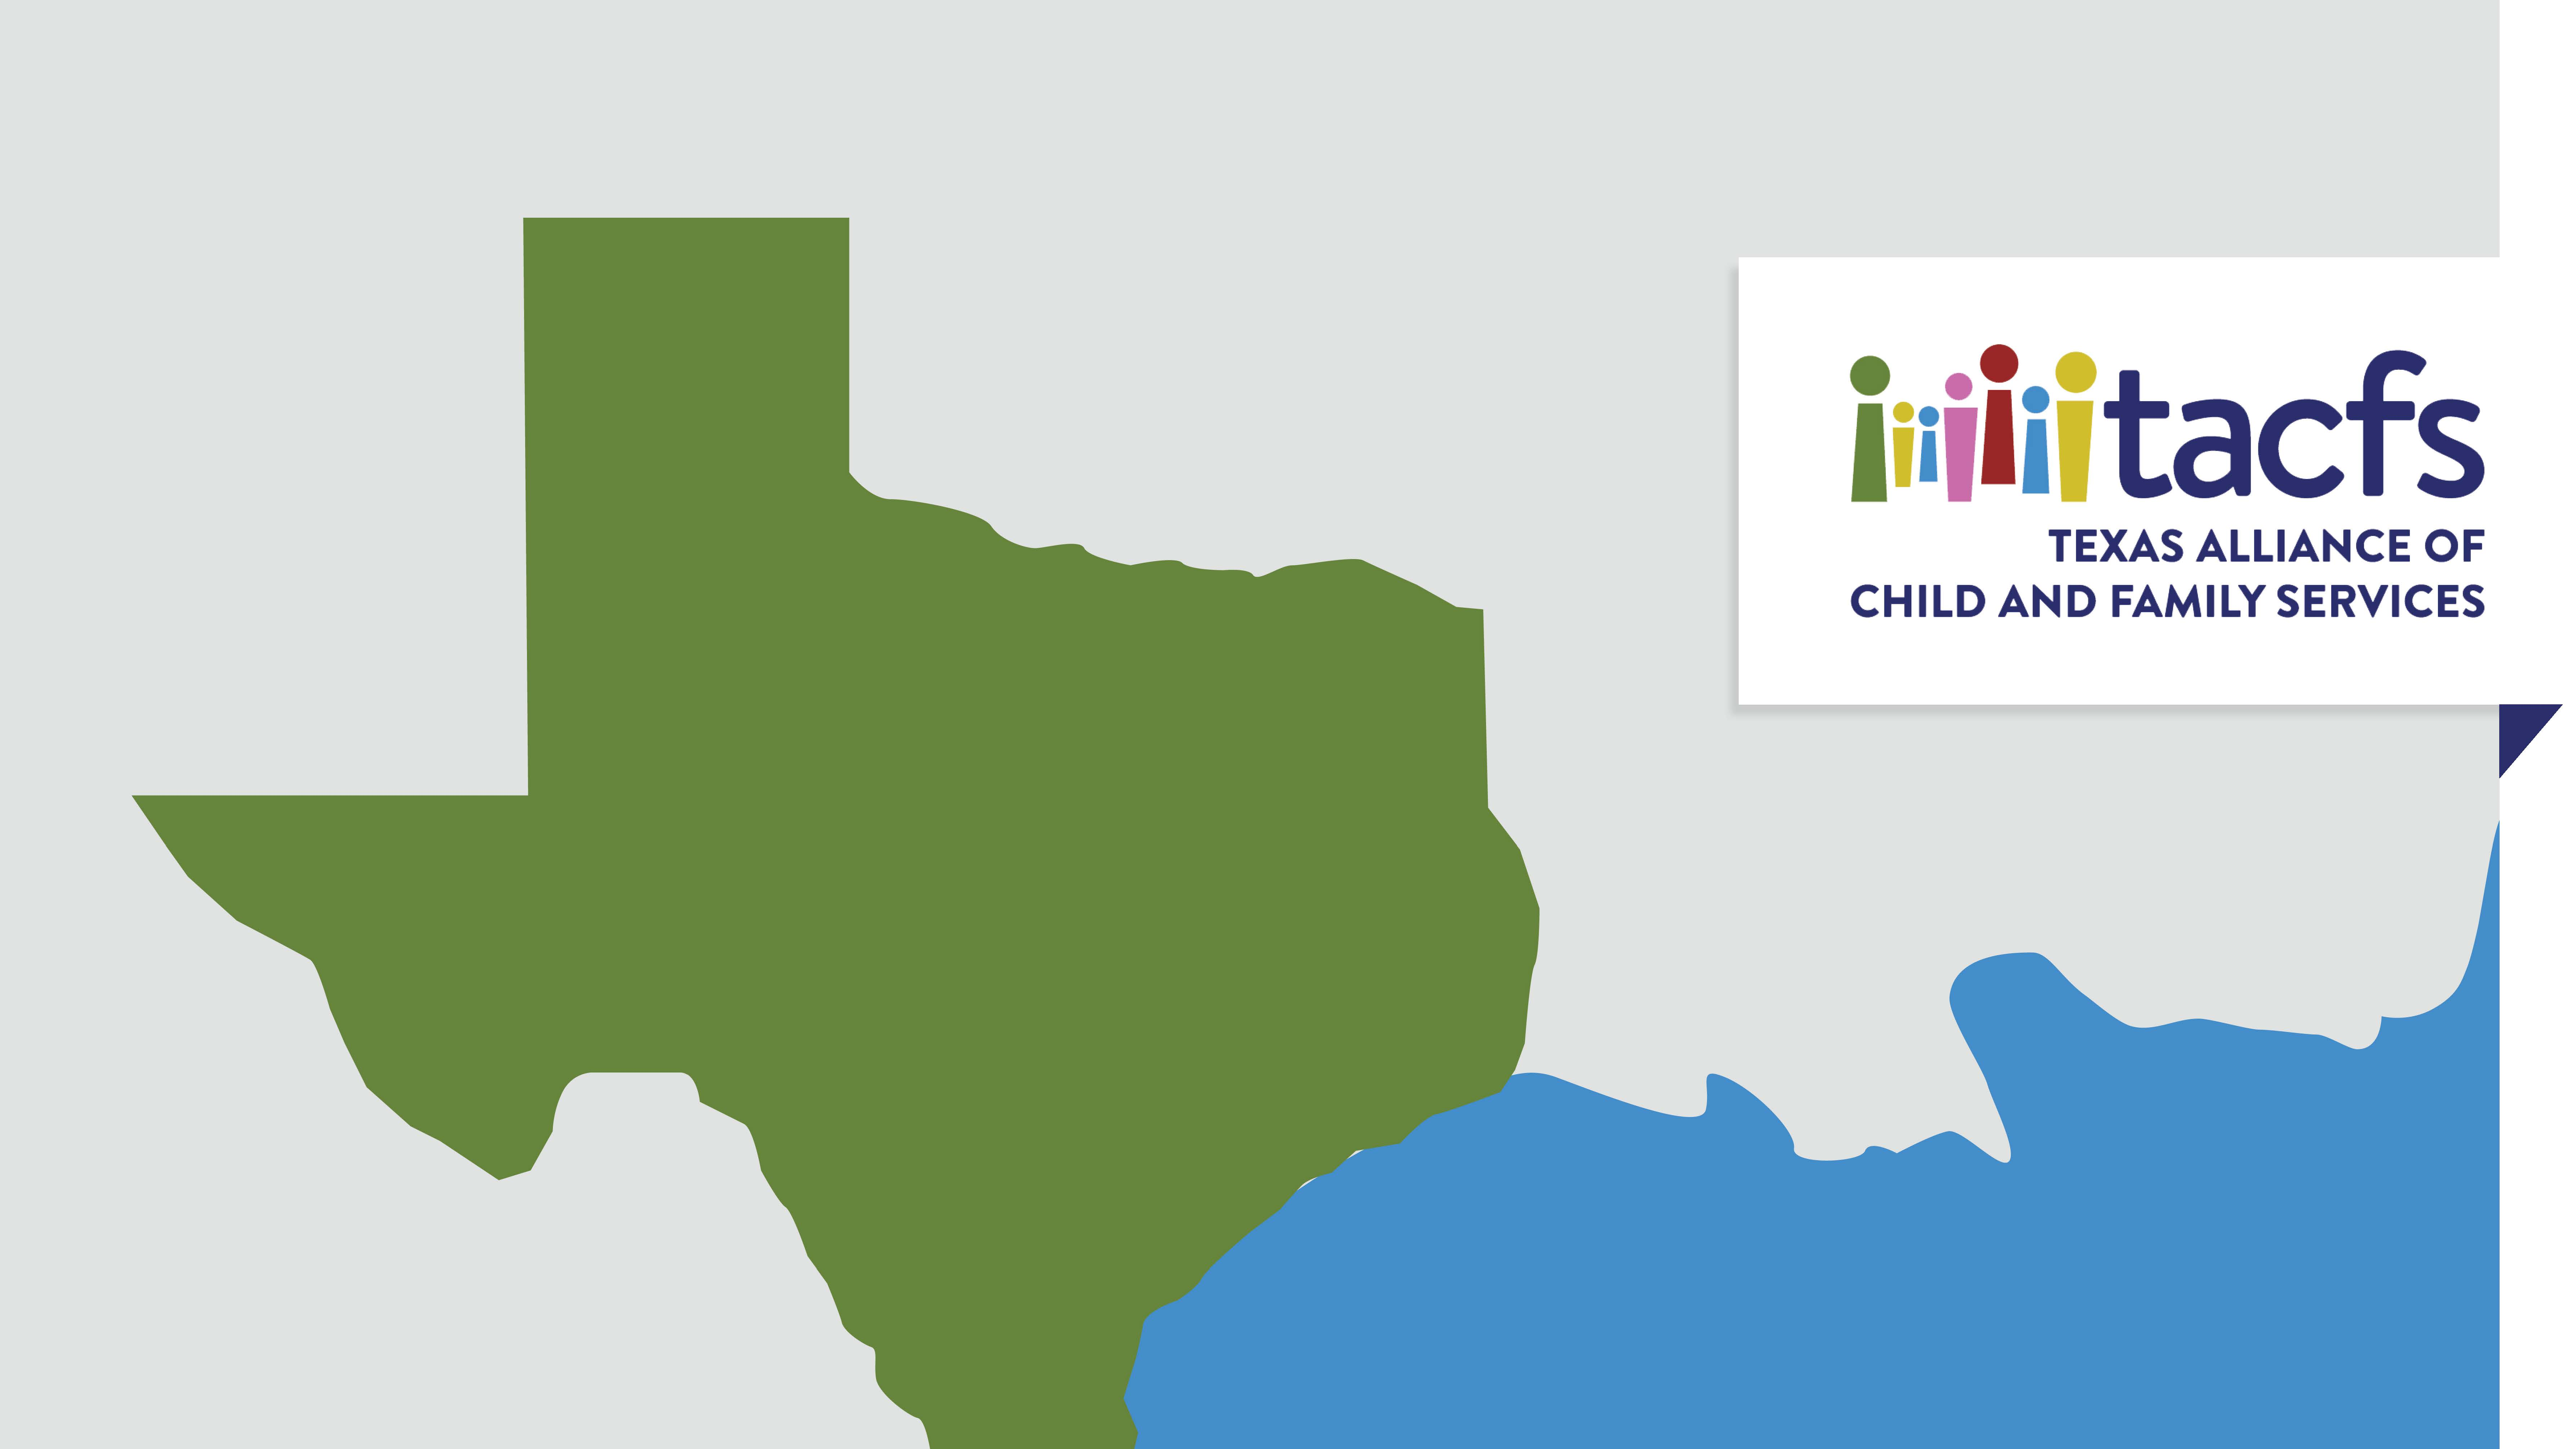 tacfs
TEXAS ALLIANCE OF
CHILD AND FAMILY SERVICES